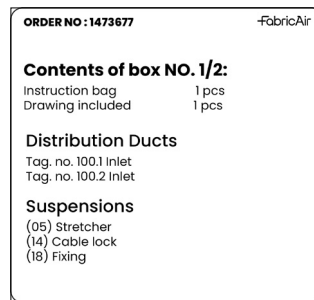 ORDER NO : 1473677
FabricAir
Contents of box NO. 1/2:
Instruction bag 1 pcs
Drawing included 1 pcs
Distribution Ducts
Tag. no. 100.1 Inlet
Tag. no. 100.2 Inlet
Suspensions
(05) Stretcher
(14) Cable lock
(18) Fixing